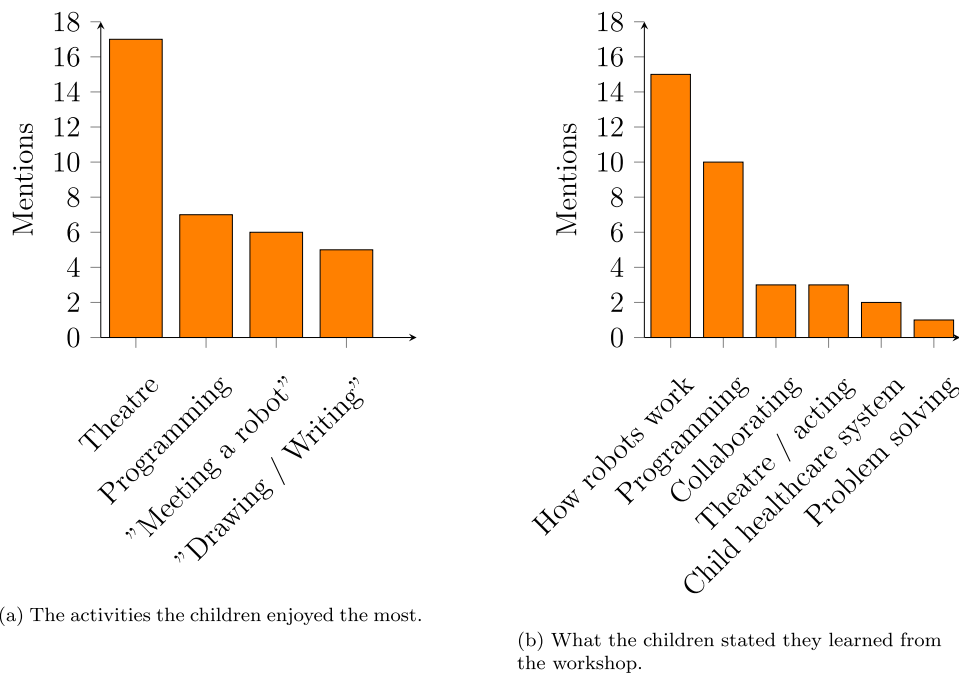 18
16
14
12
10
8
6
4
2
0
Mentions
Theatre
Programming
”Meeting a robot”
”Drawing / Writing”
(a) The activities the children enjoyed the most.
18
16
14
12
10
8
6
4
2
0
Mentions
How robots work
Programming
Collaborating
Theatre / acting
Child healthcare system
Problem solving
(b) What the children stated they learned from
the workshop.